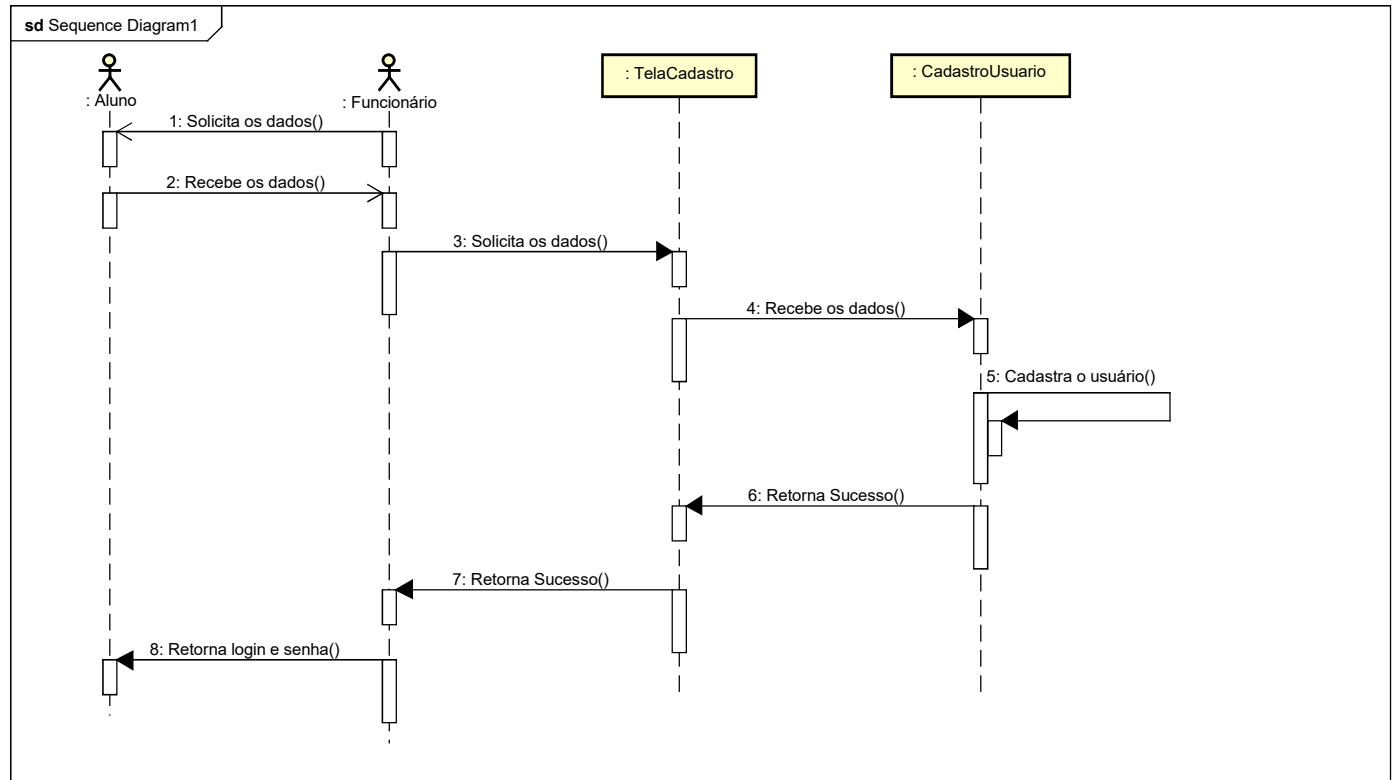 sd Sequence Diagram1
: Aluno
: Funcionário
: TelaCadastro
: CadastroUsuario
1: Solicita os dados()
2: Recebe os dados()
3: Solicita os dados()
4: Recebe os dados()
5: Cadastra o usuário()
6: Retorna Sucesso()
7: Retorna Sucesso()
8: Retorna login e senha()